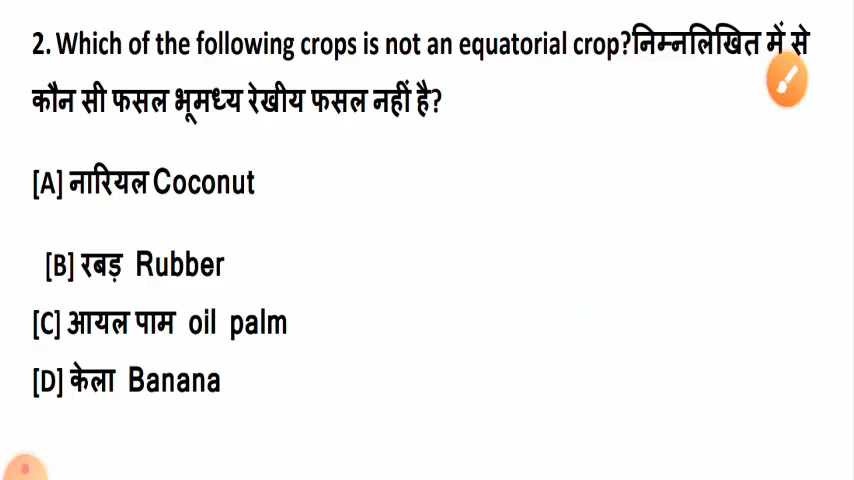 2. Which of the following crops is not an equatorial crop?निम्नलिखित में से
कौन सी फसल भूमध्य रेखीय फसल नहीं है?
[A] नारियल Coconut
[B] रबड़ Rubber
[C] आयल पाम oil palm
[D] केला Banana